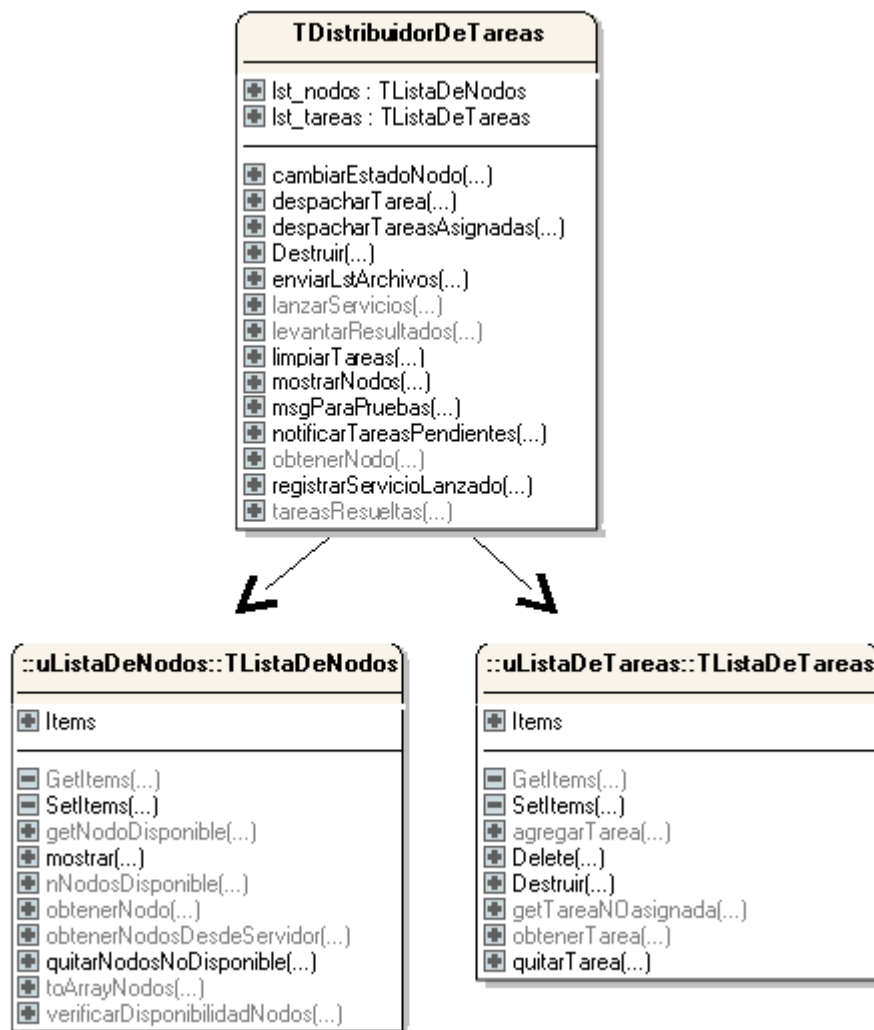 TDistribuidorDeTareas
lst_nodos : TListaDeNodos
lst_tareas : TListaDeTareas
cambiarEstadoNodo(...)
despacharTarea(...)
despacharTareasAsignadas(...)
Destruir(...)
enviarLstArchivos(...)
lanzarServicios(...)
levantarResultados(...)
limpiarTareas(...)
mostrarNodos(...)
msgParaPruebas(...)
notificarTareasPendientes(...)
obtenerNodo(...)
registrarServicioLanzado(...)
tareasResueltas(...)
::uListaDeNodos::TListaDeNodos
Items
GetItems(...)
SetItems(...)
getNodoDisponible(...)
mostrar(...)
nNodosDisponible(...)
obtenerNodo(...)
obtenerNodosDesdeServidor(...)
quitarNodosNoDisponible(...)
toArrayNodos(...)
verificarDisponibilidadNodos(...)
::uListaDeTareas::TListaDeTareas
Items
GetItems(...)
SetItems(...)
agregarTarea(...)
Delete(...)
Destruir(...)
getTareaNOasignada(...)
obtenerTarea(...)
quitarTarea(...)